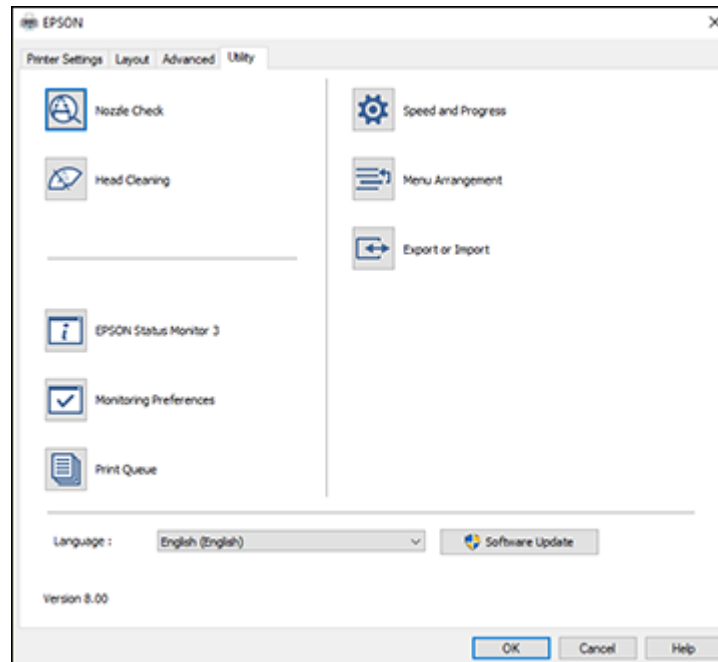 EPSON
Printer Settings Layout Advanced Utility
Nozzle Check
Head Cleaning
EPSON Status Monitor 3
Monitoring Preferences
Print Queue
Speed and Progress
Menu Arrangement
Export or Import
Language : English (English) Software Update
Version 8.00
OK Cancel Help